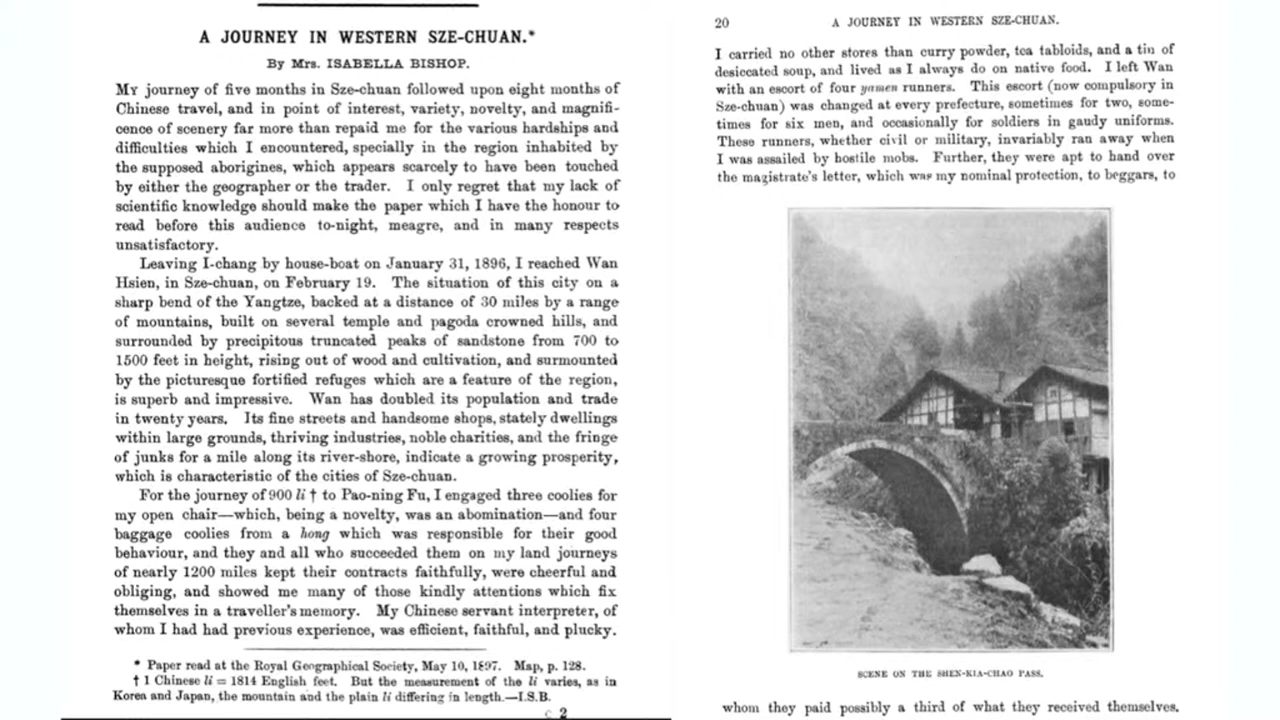 A JOURNEY IN WESTERN SZE-CHUAN.*
By Mrs. ISABELLA BISHOP.
MY journey of five months in Sze-chuan followed upon eight months of
Chinese travel, and in point of interest, variety, novelty, and magnifi-
cence of scenery far more than repaid me for the various hardships and
difficulties which I encountered, specially in the region inhabited by
the supposed aborigines, which appears scarcely to have been touched
by either the geographer or the trader. I only regret that my lack of
scientific knowledge should make the paper which I have the honour to
read before this audience to-night, meagre, and in many respects
unsatisfactory.
Leaving I-chang by house-boat on January 31, 1896, I reached Wan
Hsien, in Sze-chuan, on February 19. The situation of this city on a
sharp bend of the Yangtze, backed at a distance of 30 miles by a range
of mountains, built on several temple and pagoda crowned hills, and
surrounded by precipitous truncated peaks of sandstone from 700 to
1500 feet in height, rising out of wood and cultivation, and surmounted
by the picturesque fortified refuges which are a feature of the region,
is superb and impressive. Wan has doubled its population and trade
in twenty years. Its fine streets and handsome shops, stately dwellings
within large grounds, thriving industries, noble charities, and the fringe
of junks for a mile along its river-shore, indicate a growing prosperity,
which is characteristic of the cities of Sze-chuan.
For the journey of 900 li † to Pao-ning Fu, I engaged three coolies for
my open chair—which, being a novelty, was an abomination—and four
baggage coolies from a hong which was responsible for their good
behaviour, and they and all who succeeded them on my land journeys
of nearly 1200 miles kept their contracts faithfully, were cheerful and
obliging, and showed me many of those kindly attentions which fix
themselves in a traveller's memory. My Chinese servant interpreter, of
whom I had had previous experience, was efficient, faithful, and plucky.
* Paper read at the Royal Geographical Society, May 10, 1897. Map, p. 128.
† 1 Chinese li = 1814 English feet. But the measurement of the li varies, as in
Korea and Japan, the mountain and the plain li differing in length.—I.S.B.
c 2
20 A JOURNEY IN WESTERN SZE-CHUAN.
I carried no other stores than curry powder, tea tabloids, and a tin of
desiccated soup, and lived as I always do on native food. I left Wan
with an escort of four yamen runners. This escort (now compulsory in
Sze-chuan) was changed at every prefecture, sometimes for two, some-
times for six men, and occasionally for soldiers in gaudy uniforms.
These runners, whether civil or military, invariably ran away when
I was assailed by hostile mobs. Further, they were apt to hand over
the magistrate's letter, which was my nominal protection, to beggars, to
SCENE ON THE SHEN-KIA-CHAO PASS.
whom they paid possibly a third of what they received themselves.